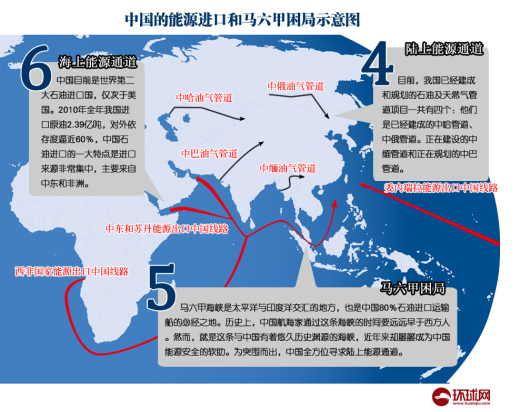 中国的能源进口和马六甲困局示意图
6 海上能源通道
中国目前是世界第二
大石油进口国，仅次于美
国。2010年全年我国进
口原油2.39亿吨，对外依
存度逼近60%，中国石
油进口的一大特点是进口
来源非常集中，主要来自
中东和非洲。
4 陆上能源通道
目前，我国已经建成
和规划的石油及天然气管
道项目一共有四个：他们
是已经建成的中哈管道、
中俄管道。正在建设的中
缅管道和正在规划的中巴
管道。
中哈油气管道
中俄油气管道
中巴油气管道
中缅油气管道
委内瑞拉能源出口中国线路
中东和苏丹能源出口中国线路
西非国家能源出口中国线路
5 马六甲困局
马六甲海峡是太平洋与印度洋交汇的地方，也是中国80%石油进口运输
船的必经之地。历史上，中国航海家通过这条海峡的时间要远远早于西方人
。然而，就是这条与中国有着悠久历史渊源的海峡，近年来却屡屡成为中国
能源安全的软肋。为突围而出，中国全方位寻求陆上能源通道。
环球网
www.huanqiu.com